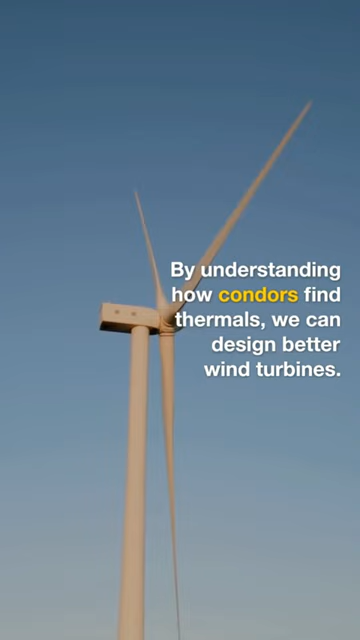 By understanding
how condors find
thermals, we can
design better
wind turbines.